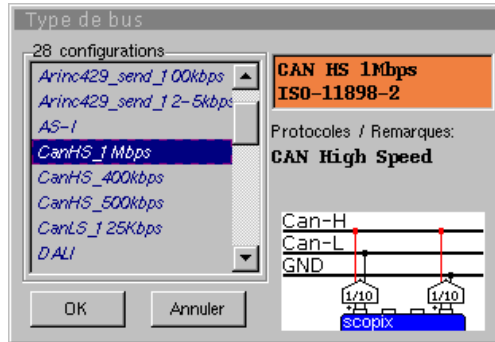 Type de bus
28 configurations
Arinc429_send_100kbps
Arinc429_send_12-5kbps
AS-I
CanHS_1Mbps
CanHS_400kbps
CanHS_500kbps
CanLS_125Kbps
DALI
OK
Annuler
CAN HS 1Mbps
ISO-11898-2
Protocoles / Remarques:
CAN High Speed
Can-H
Can-L
GND
1/10
1/10
scopix